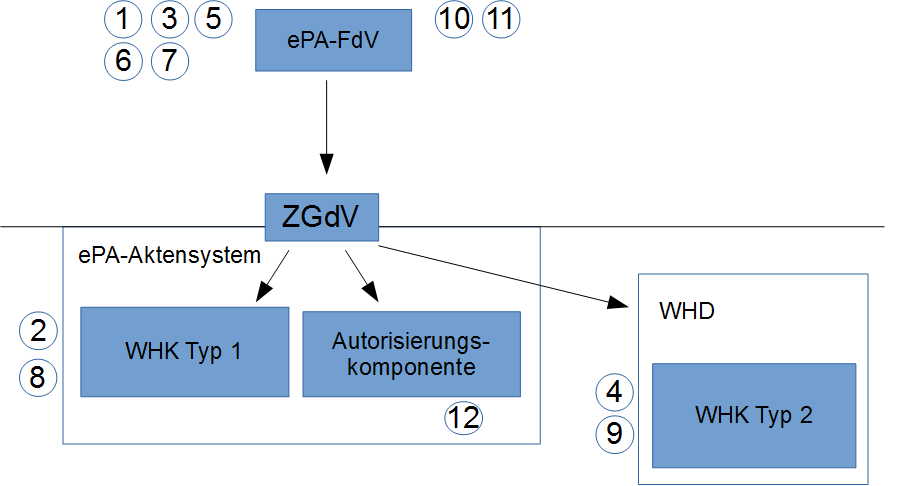 1 3 5
6 7
ePA-FdV
10 11
ZGdV
ePA-Aktensystem
WHK Typ 1
Autorisierungs-
komponente
2
8
12
WHD
WHK Typ 2
4
9